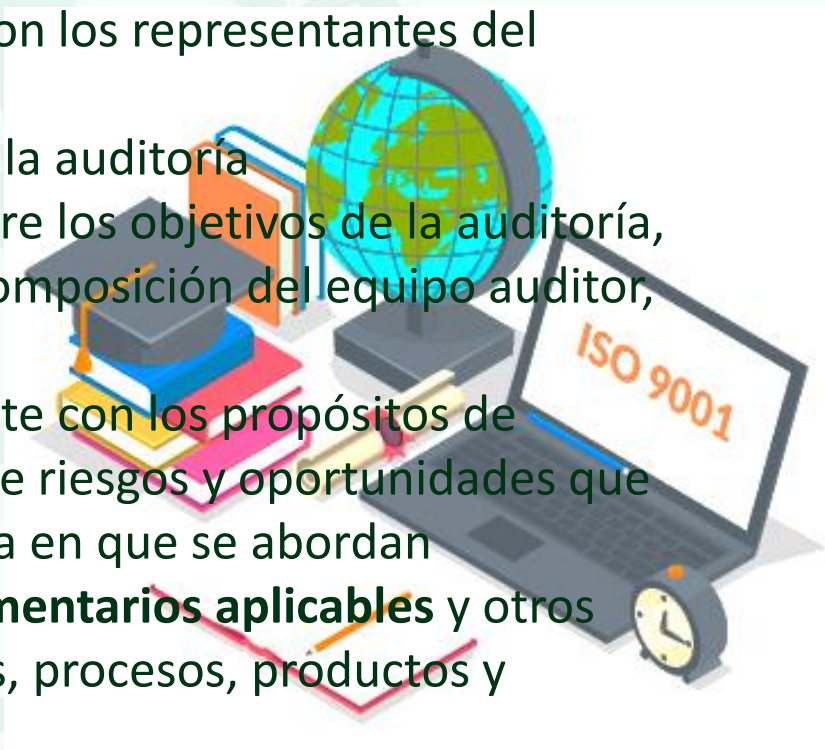 on los representantes del
la auditoría
re los objetivos de la auditoría,
omposición del equipo auditor,
ISO 9001
te con los propósitos de
e riesgos y oportunidades que
a en que se abordan
mentarios aplicables y otros
s, procesos, productos y